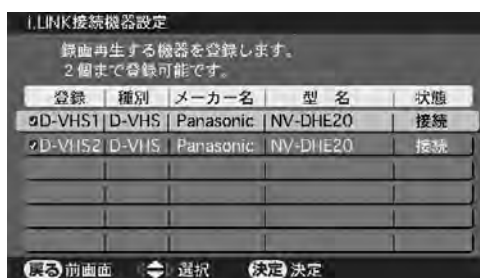 i.LINK接続機器設定
録画再生する機器を登録します。
2個まで登録可能です。
登録 種別 メーカー名 型 名 状態
D-VHS1 D-VHS Panasonic NV-DHE20 接続
D-VHS2 D-VHS Panasonic NV-DHE20 接続
戻る 前画面 選択 決定 決定